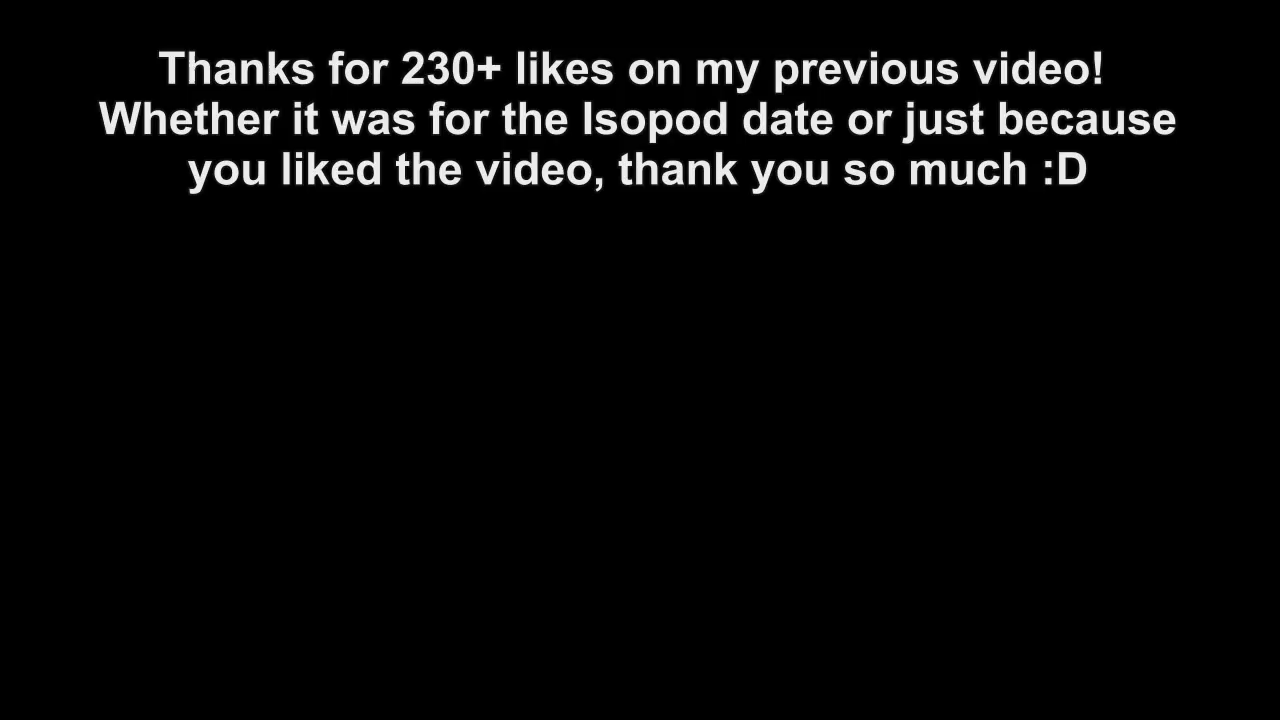 Thanks for 230+ likes on my previous video!
Whether it was for the Isopod date or just because
you liked the video, thank you so much :D